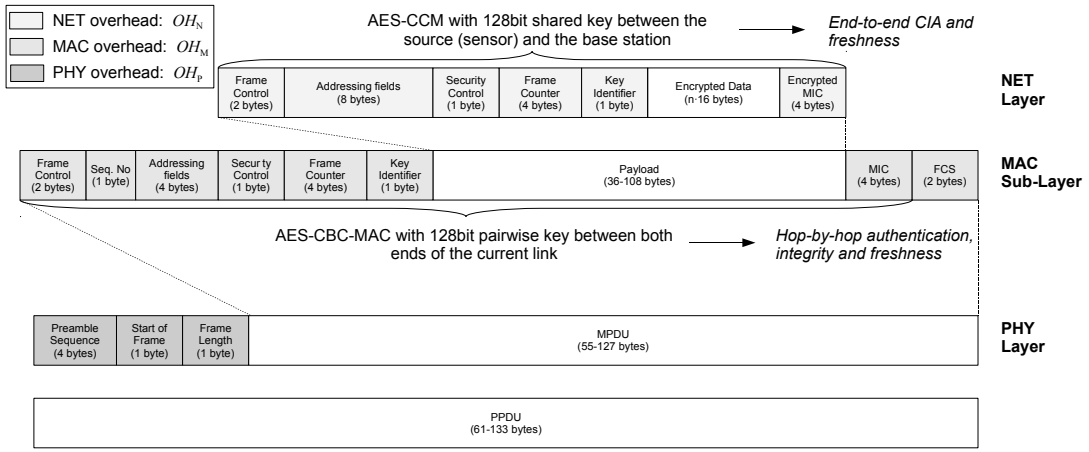 NET overhead: OH_N
MAC overhead: OH_M
PHY overhead: OH_P
AES-CCM with 128bit shared key between the
source (sensor) and the base station
End-to-end CIA and
freshness
Frame
Control
(2 bytes)
Addressing fields
(8 bytes)
Security
Control
(1 byte)
Frame
Counter
(4 bytes)
Key
Identifier
(1 byte)
Encrypted Data
(n·16 bytes)
Encrypted
MIC
(4 bytes)
NET
Layer
Frame
Control
(2 bytes)
Seq. No
(1 byte)
Addressing
fields
(4 bytes)
Secur ty
Control
(1 byte)
Frame
Counter
(4 bytes)
Key
Identifier
(1 byte)
Payload
(36-108 bytes)
MIC
(4 bytes)
FCS
(2 bytes)
MAC
Sub-Layer
AES-CBC-MAC with 128bit pairwise key between both
ends of the current link
Hop-by-hop authentication,
integrity and freshness
Preamble
Sequence
(4 bytes)
Start of
Frame
(1 byte)
Frame
Length
(1 byte)
MPDU
(55-127 bytes)
PHY
Layer
PPDU
(61-133 bytes)